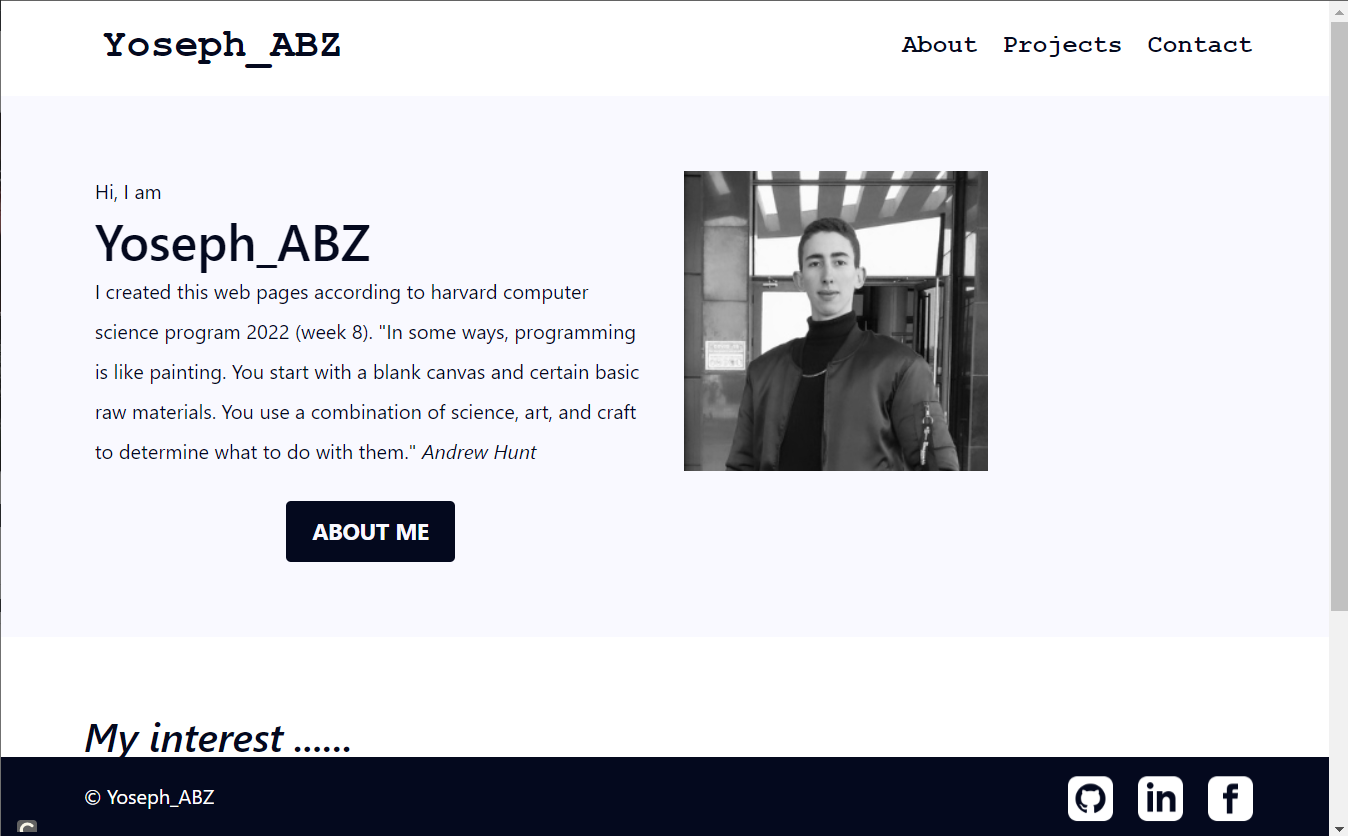 Yoseph_ABZ
About Projects Contact
Hi, I am
Yoseph_ABZ
I created this web pages according to harvard computer
science program 2022 (week 8). "In some ways, programming
is like painting. You start with a blank canvas and certain basic
raw materials. You use a combination of science, art, and craft
to determine what to do with them." Andrew Hunt
ABOUT ME
My interest ......
© Yoseph_ABZ
in f